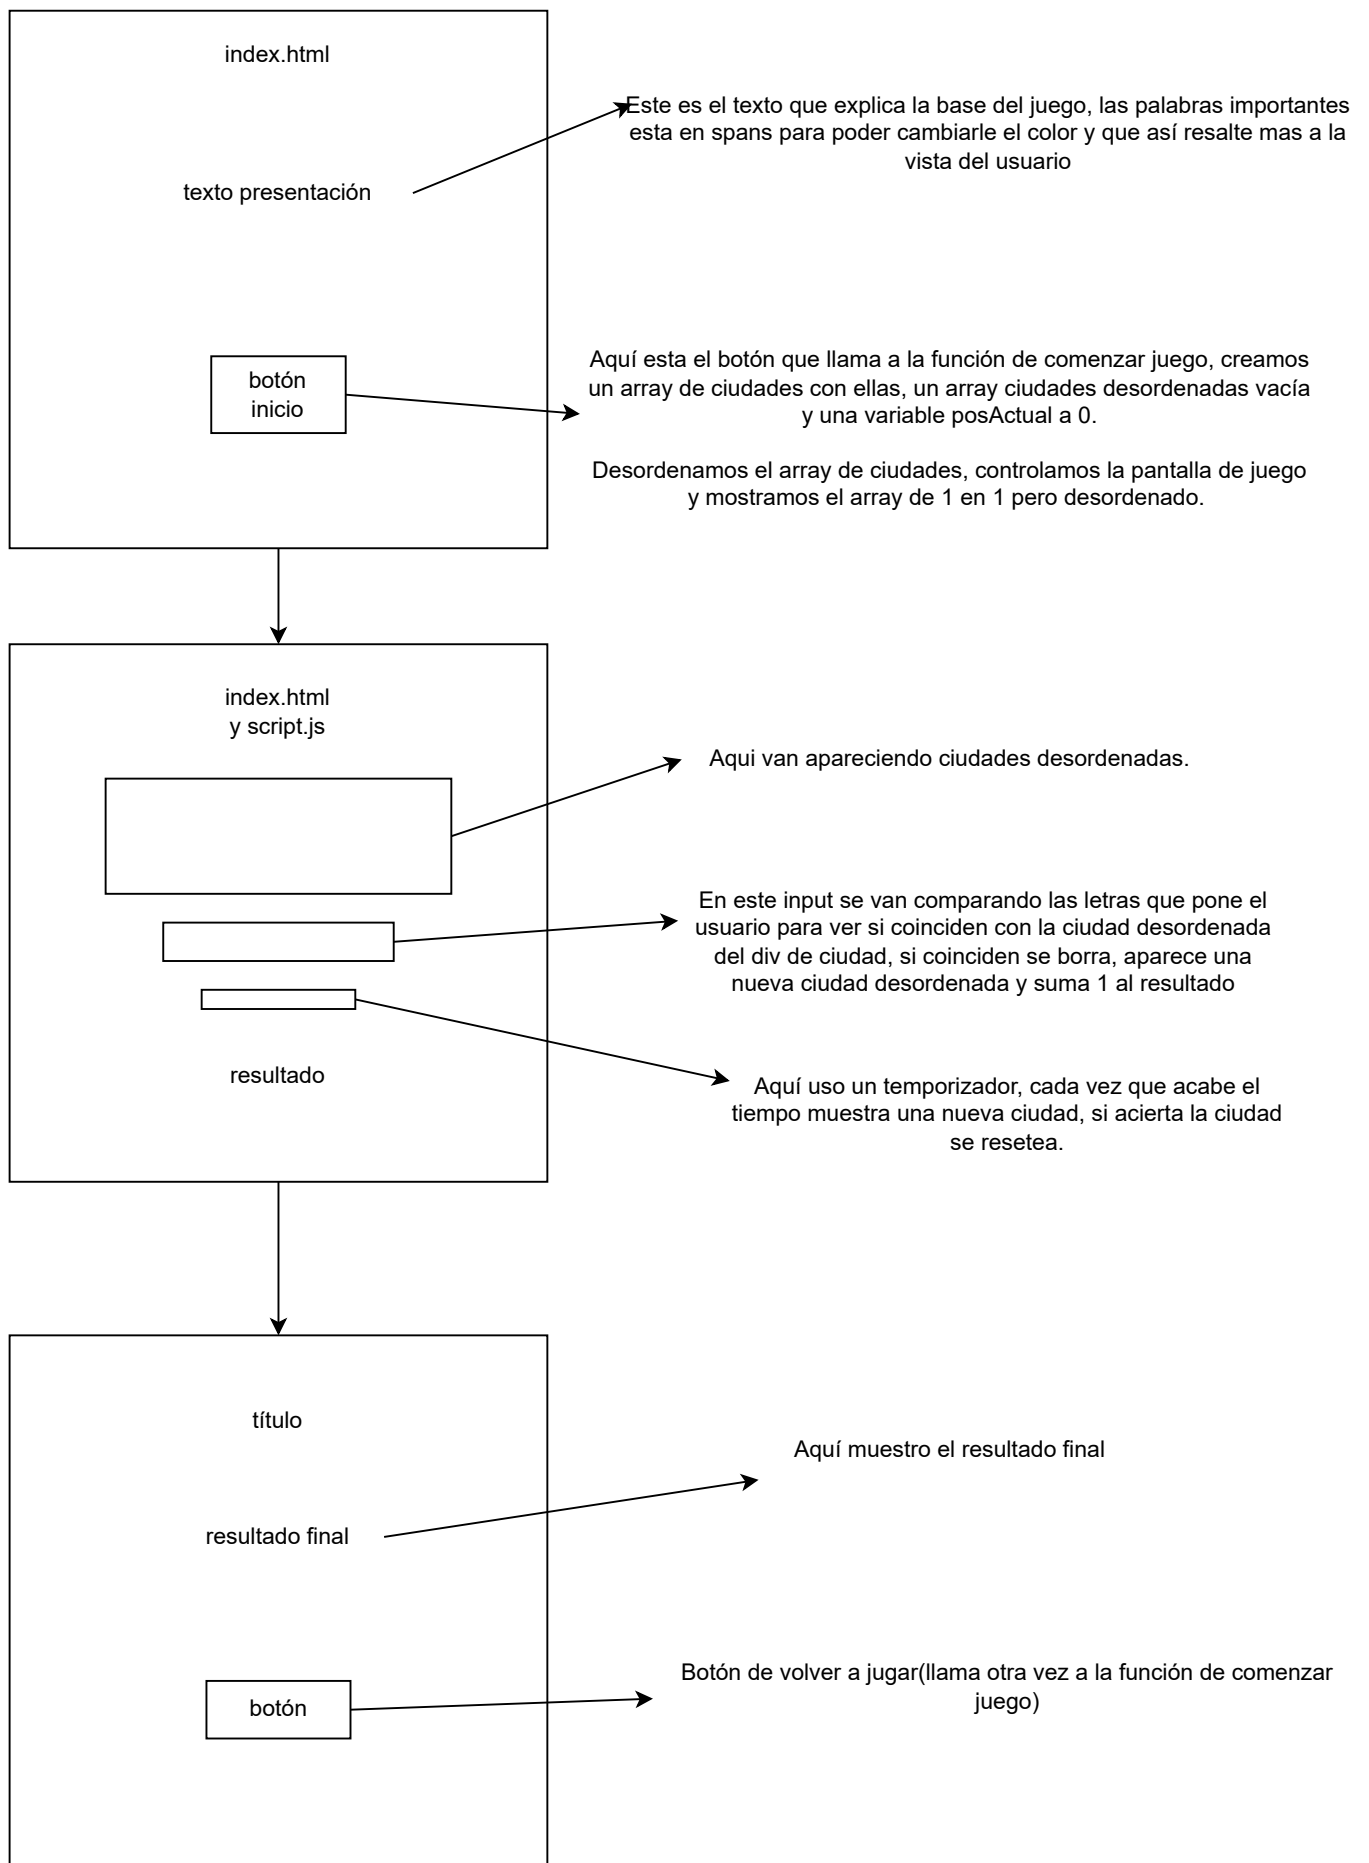 index.html
Este es el texto que explica la base del juego, las palabras importantes
esta en spans para poder cambiarle el color y que así resalte mas a la
vista del usuario
texto presentación
Aquí esta el botón que llama a la función de comenzar juego, creamos
un array de ciudades con ellas, un array ciudades desordenadas vacía
y una variable posActual a 0.
botón
inicio
Desordenamos el array de ciudades, controlamos la pantalla de juego
y mostramos el array de 1 en 1 pero desordenado.
index.html
y script.js
Aqui van apareciendo ciudades desordenadas.
En este input se van comparando las letras que pone el
usuario para ver si coinciden con la ciudad desordenada
del div de ciudad, si coinciden se borra, aparece una
nueva ciudad desordenada y suma 1 al resultado
resultado
Aquí uso un temporizador, cada vez que acabe el
tiempo muestra una nueva ciudad, si acierta la ciudad
se resetea.
título
Aquí muestro el resultado final
resultado final
Botón de volver a jugar(llama otra vez a la función de comenzar
juego)
botón